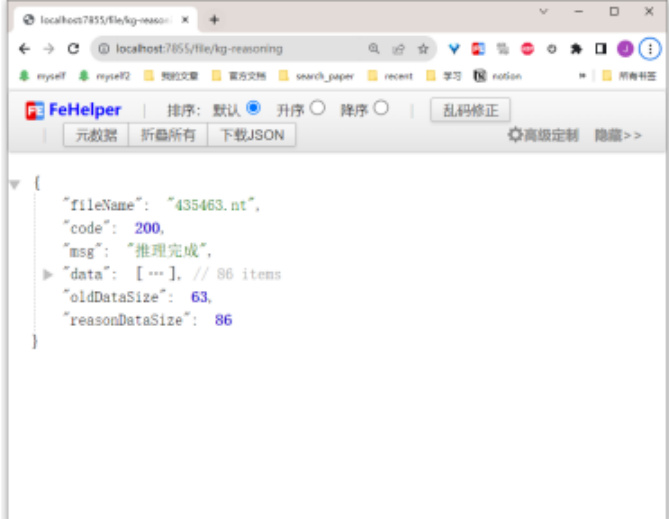 localhost:7855/file/kg-reason
localhost:7855/file/kg-reasoning
myself myself2 我的文章 官方文档 search_paper recent 学习 notion » 所有书签
FeHelper 排序: 默认 升序 降序 乱码修正
元数据 折叠所有 下载JSON 高级定制 隐藏>>
{
"fileName": "435463.nt",
"code": 200,
"msg": "推理完成",
"data": [ ... ], // 86 items
"oldDataSize": 63,
"reasonDataSize": 86
}